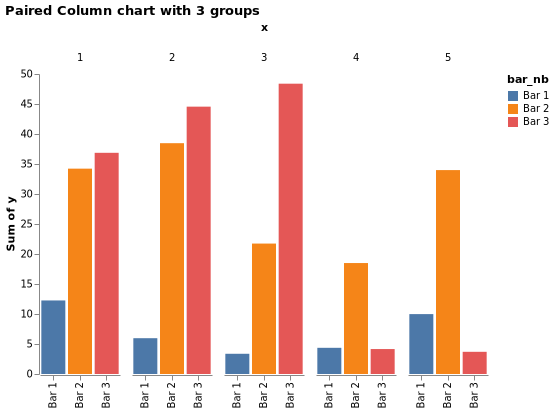 Paired Column chart with 3 groups
x
1 2 3 4 5
50
45
40
35
30
25
20
15
10
5
0
Sum of y
Bar 1 Bar 2 Bar 3 Bar 1 Bar 2 Bar 3 Bar 1 Bar 2 Bar 3 Bar 1 Bar 2 Bar 3 Bar 1 Bar 2 Bar 3
bar_nb
Bar 1
Bar 2
Bar 3